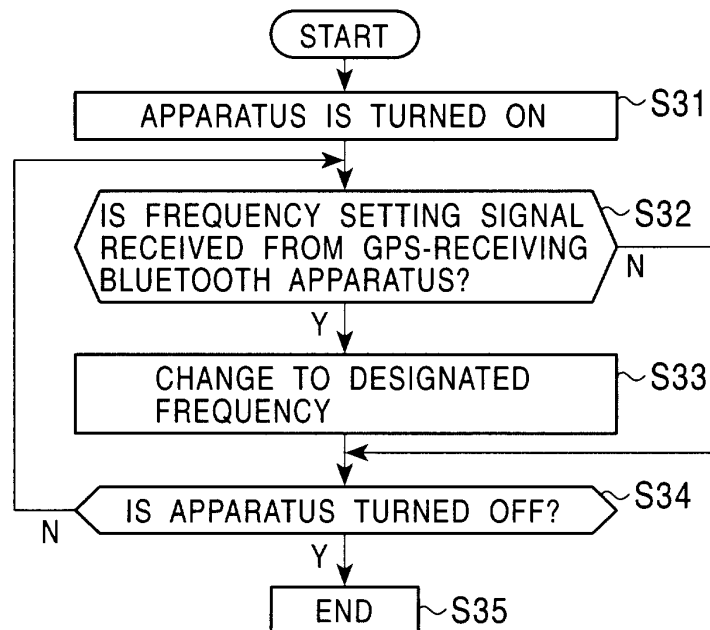 START
APPARATUS IS TURNED ON
S31
IS FREQUENCY SETTING SIGNAL
RECEIVED FROM GPS-RECEIVING
BLUETOOTH APPARATUS?
S32
N
Y
CHANGE TO DESIGNATED
FREQUENCY
S33
IS APPARATUS TURNED OFF?
S34
N
Y
END
S35